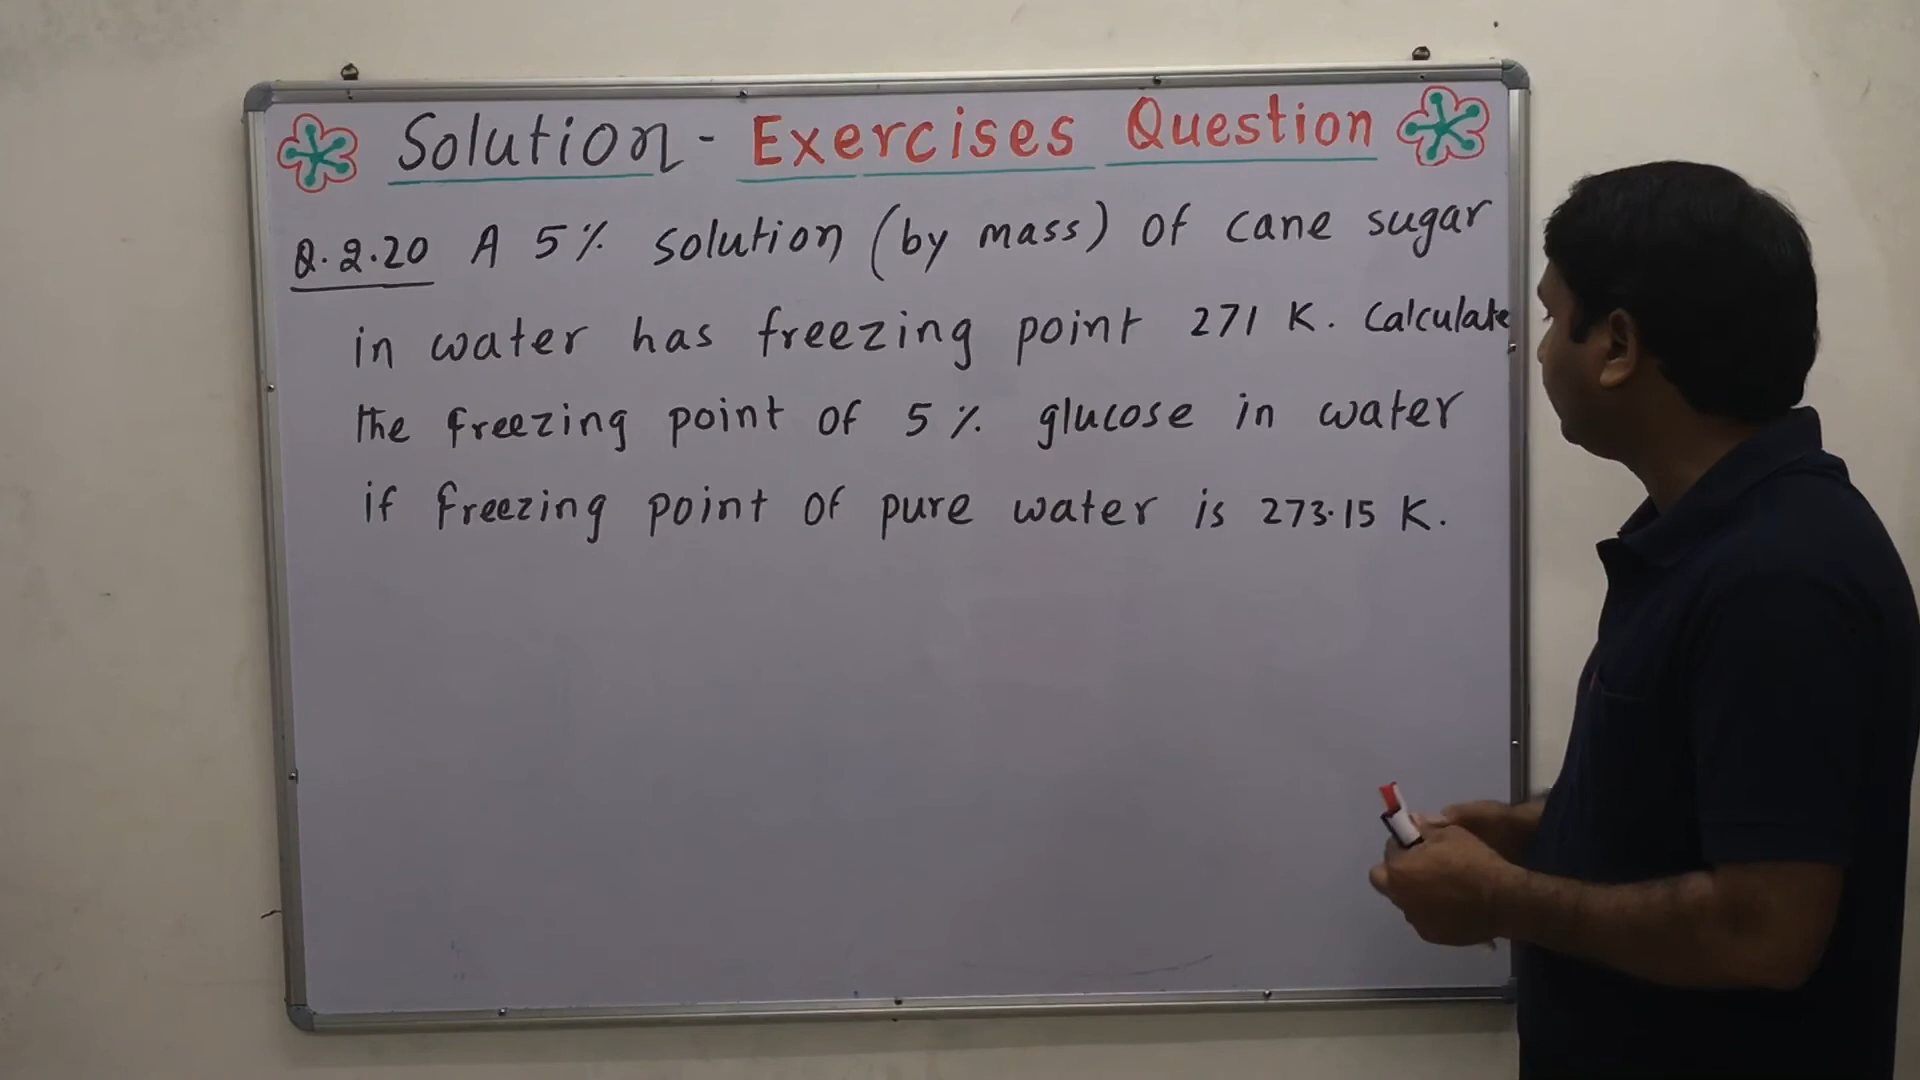 Solution - Exercises Question
Q.2.20 A 5% solution (by mass) of cane sugar
in water has freezing point 271 K. Calculate
the freezing point of 5% glucose in water
if freezing point of pure water is 273.15 K.